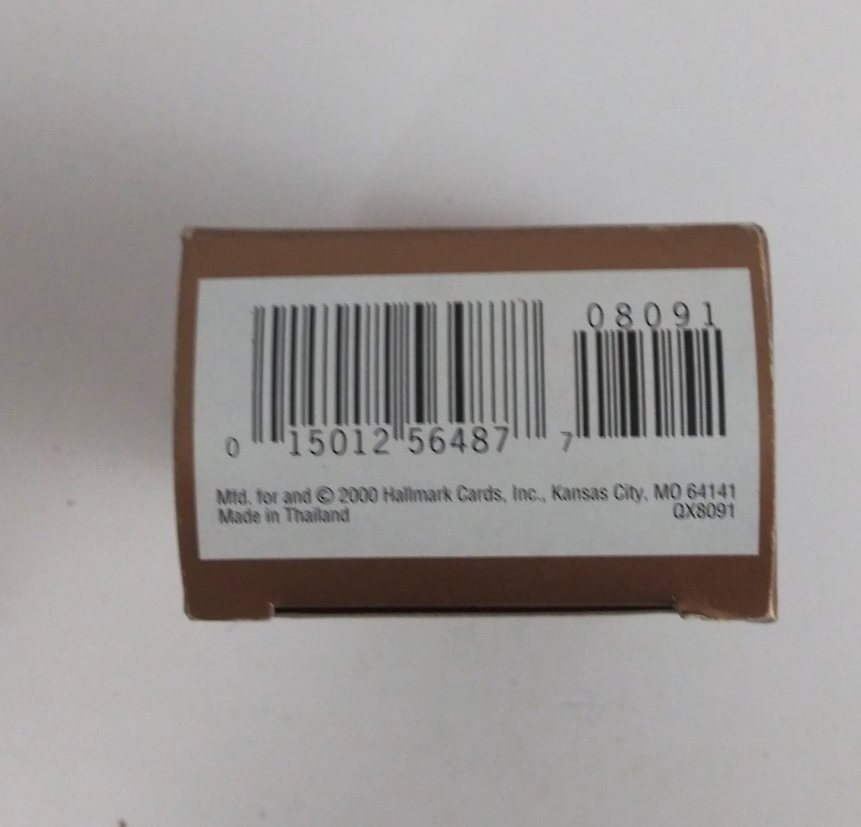 08091
0 15012 56487 7
Mfd. for and © 2000 Hallmark Cards, Inc., Kansas City, MO 64141
Made in Thailand QX8091